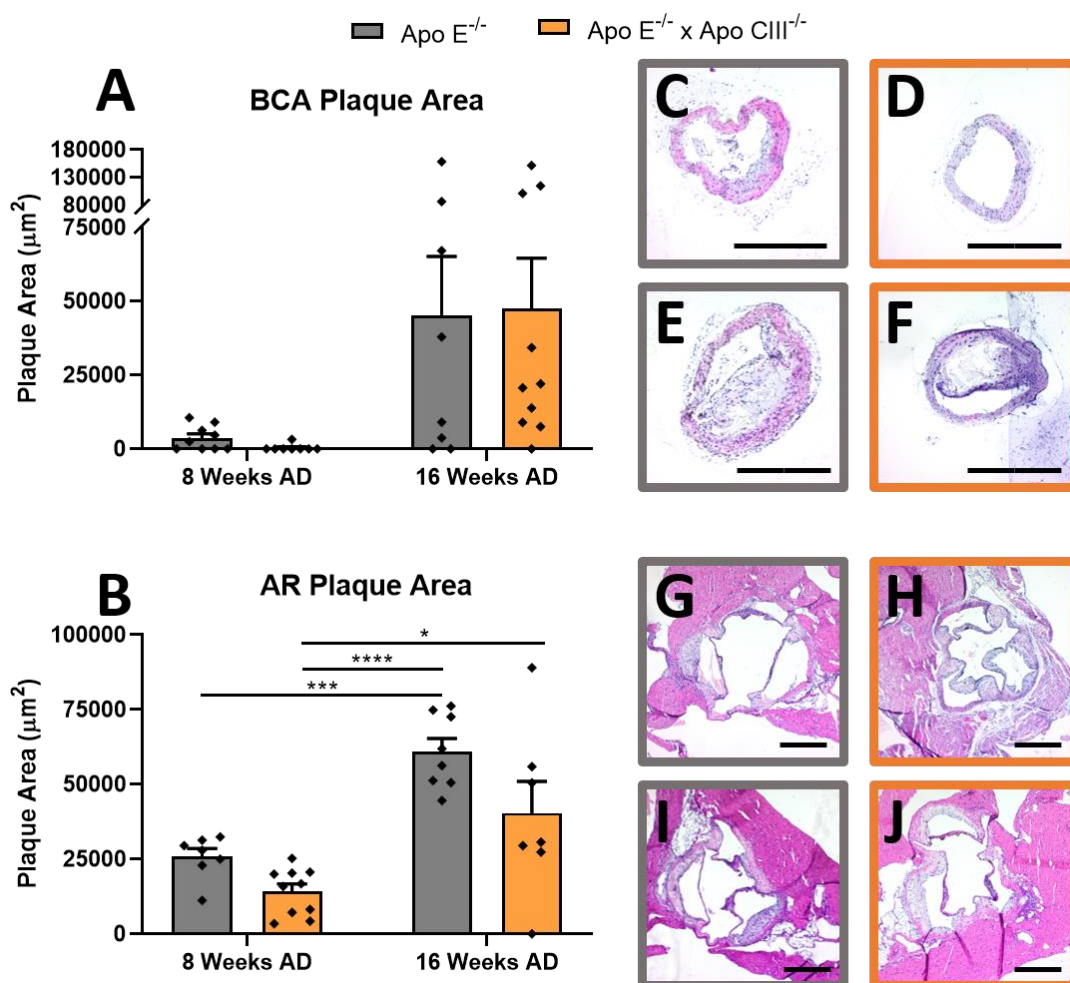 Apo E-/- Apo E-/- x Apo CIII-/-
A
BCA Plaque Area
Plaque Area (μm2)
180000
130000
80000
75000
50000
25000
0
8 Weeks AD 16 Weeks AD
C
D
E
F
B
AR Plaque Area
Plaque Area (μm2)
100000
75000
50000
25000
0
*
****
***
8 Weeks AD 16 Weeks AD
G
H
I
J